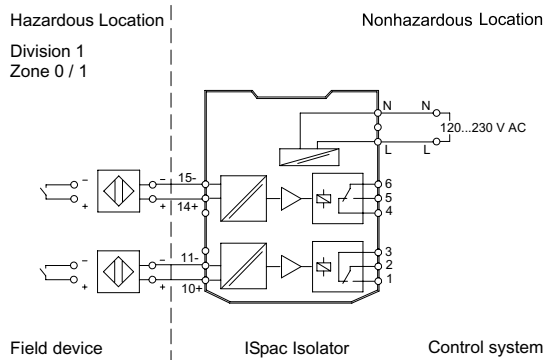 Hazardous Location
Nonhazardous Location
Division 1
Zone 0 / 1
N
N
120...230 V AC
L
L
– – 15-
+ + 14+
6
5
4
– – 11-
+ + 10+
3
2
1
Field device
ISpac Isolator
Control system